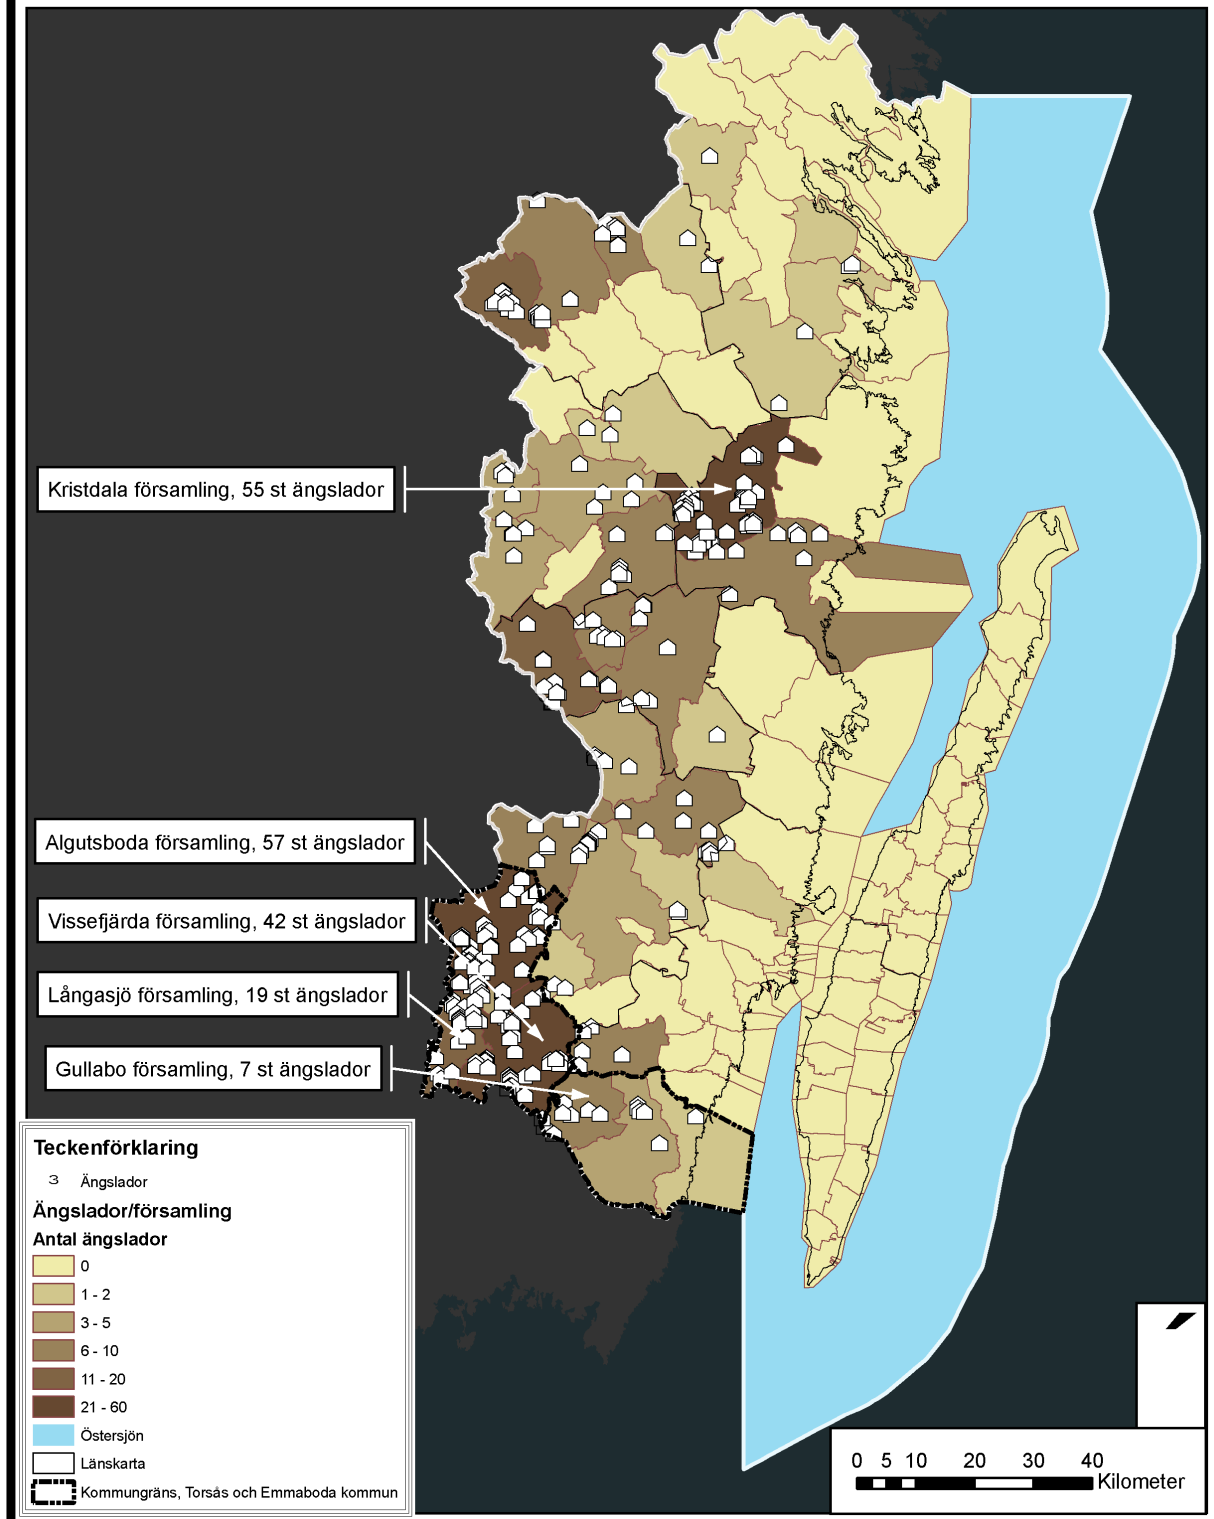 Kristdala församling, 55 st ängslador
Algutsboda församling, 57 st ängslador
Vissefjärda församling, 42 st ängslador
Långasjö församling, 19 st ängslador
Gullabo församling, 7 st ängslador
Teckenförklaring
3 Ängslador
Ängslador/församling
Antal ängslador
0
1 - 2
3 - 5
6 - 10
11 - 20
21 - 60
Östersjön
Länskarta
Kommungräns, Torsås och Emmaboda kommun
0 5 10 20 30 40
Kilometer